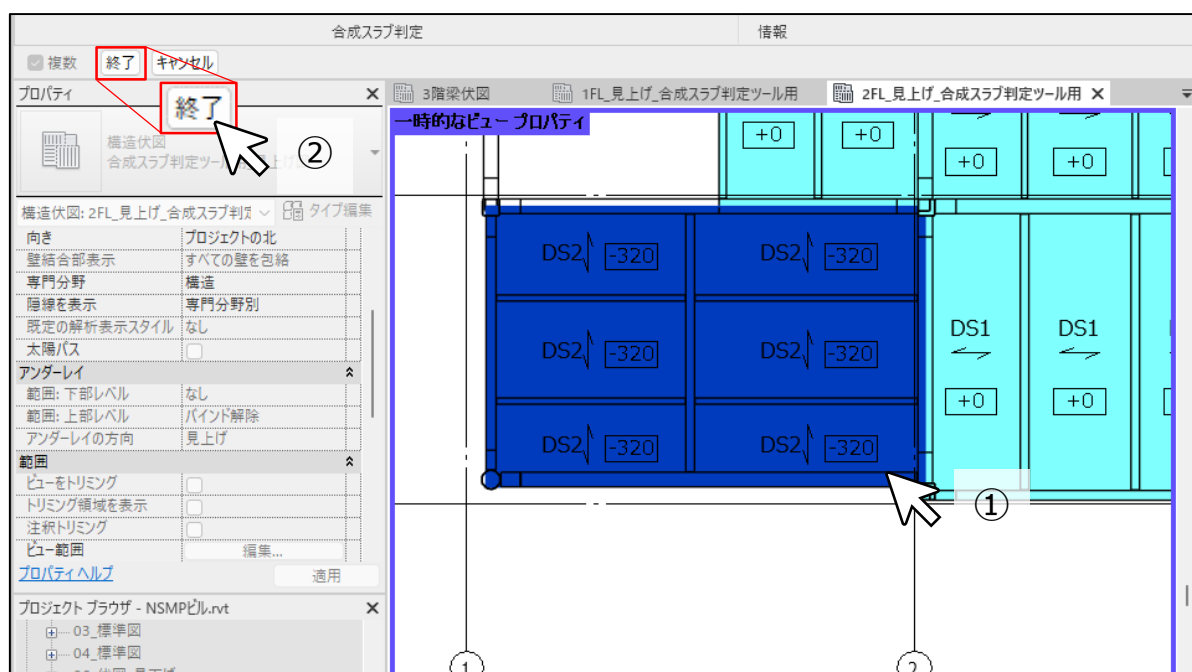 合成スラブ判定 情報
複数 終了 キャンセル
プロパティ
3階梁伏図 1FL_見上げ_合成スラブ判定ツール用 2FL_見上げ_合成スラブ判定ツール用
終了
②
構造伏図
合成スラブ判定ツー
構造伏図: 2FL_見上げ_合成スラブ判定 タイプ編集
向き プロジェクトの北
壁結合部表示 すべての壁を包絡
専門分野 構造
隠線を表示 専門分野別
既定の解析表示スタイル なし
太陽パス
アンダーレイ
範囲: 下部レベル なし
範囲: 上部レベル バインド解除
アンダーレイの方向 見上げ
範囲
ビューをトリミング
トリミング領域を表示
注釈トリミング
ビュー範囲 編集...
プロパティ ヘルプ 適用
プロジェクト ブラウザ - NSMPビル.rvt
03_標準図
04_標準図
一時的なビュー プロパティ
+0 +0
+0 +0
DS2 -320 DS2 -320
DS1 DS1
DS2 -320 DS2 -320
+0 +0
DS2 -320 DS2 -320
①
1 2